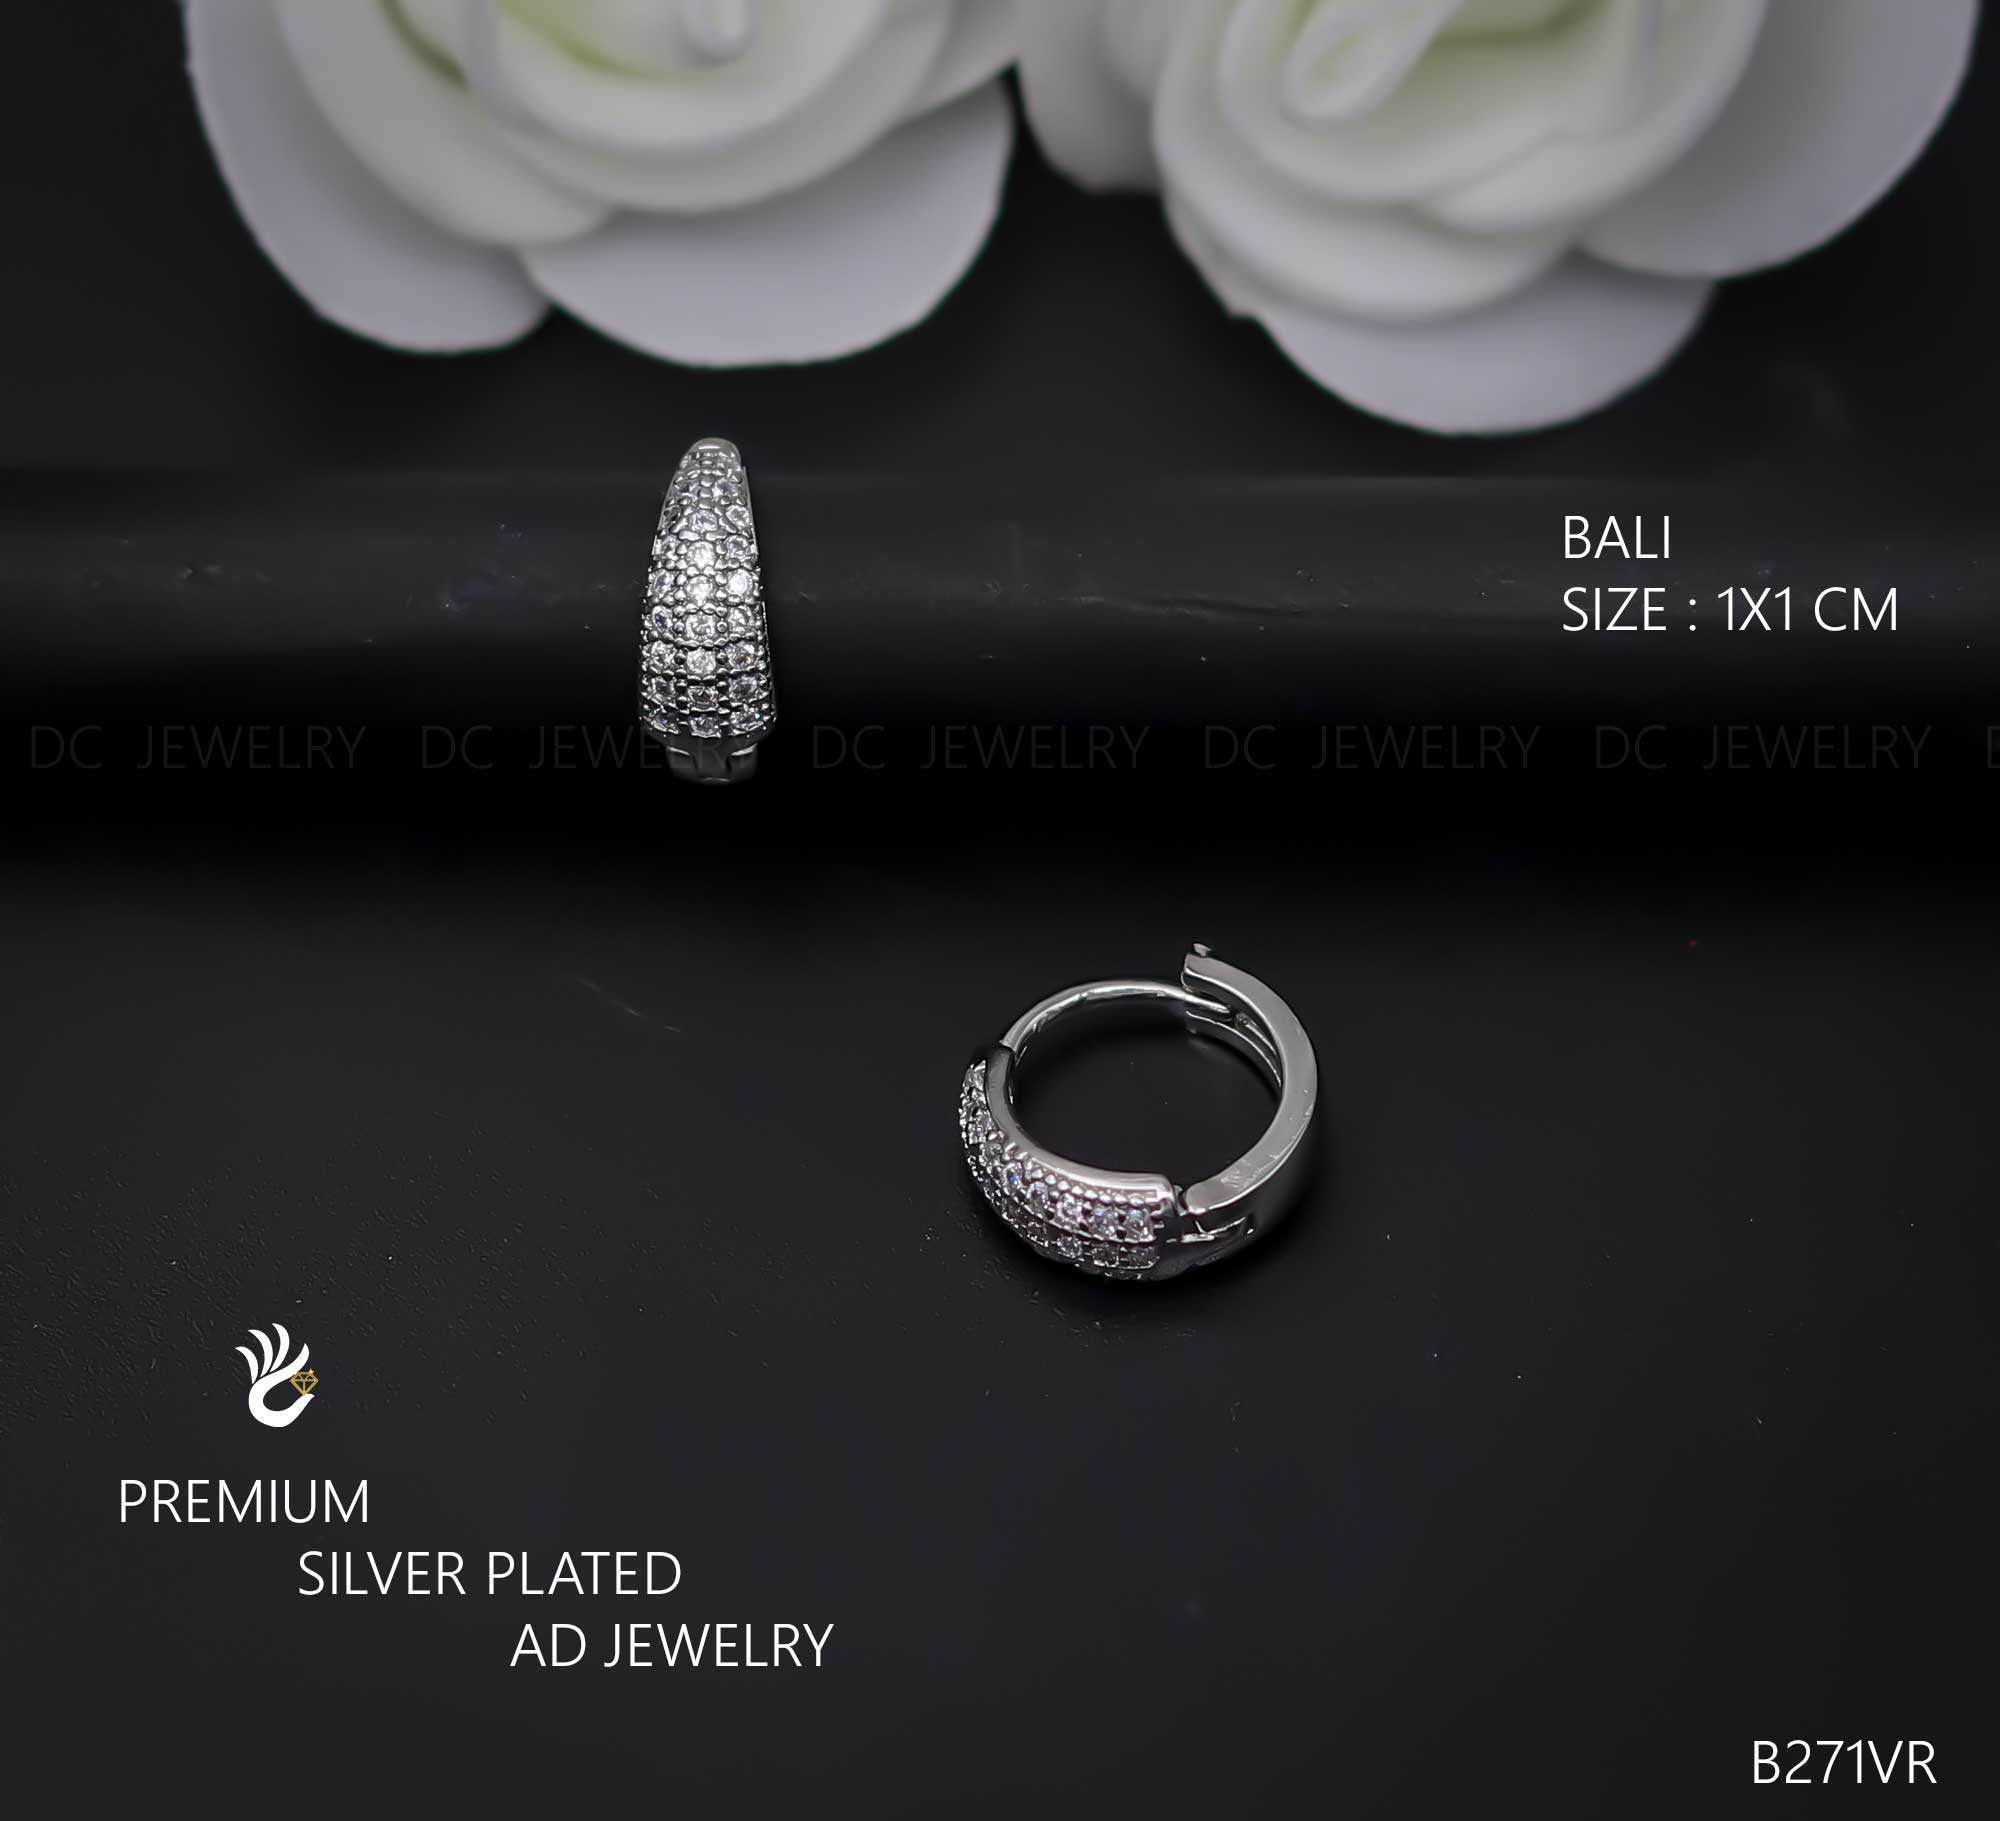 BALI
SIZE : 1X1 CM
DC JEWELRY DC JEWELRY DC JEWELRY DC JEWELRY DC JEWELRY
PREMIUM
SILVER PLATED
AD JEWELRY
B271VR